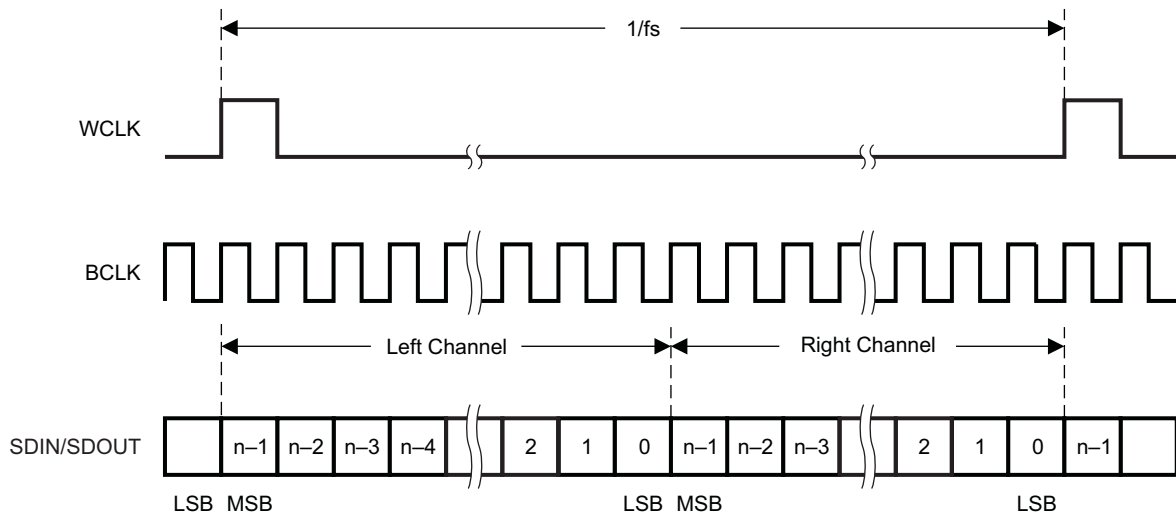 1/fs
WCLK
BCLK
Left Channel Right Channel
SDIN/SDOUT n–1 n–2 n–3 n–4 2 1 0 n–1 n–2 n–3 2 1 0 n–1
LSB MSB LSB MSB LSB